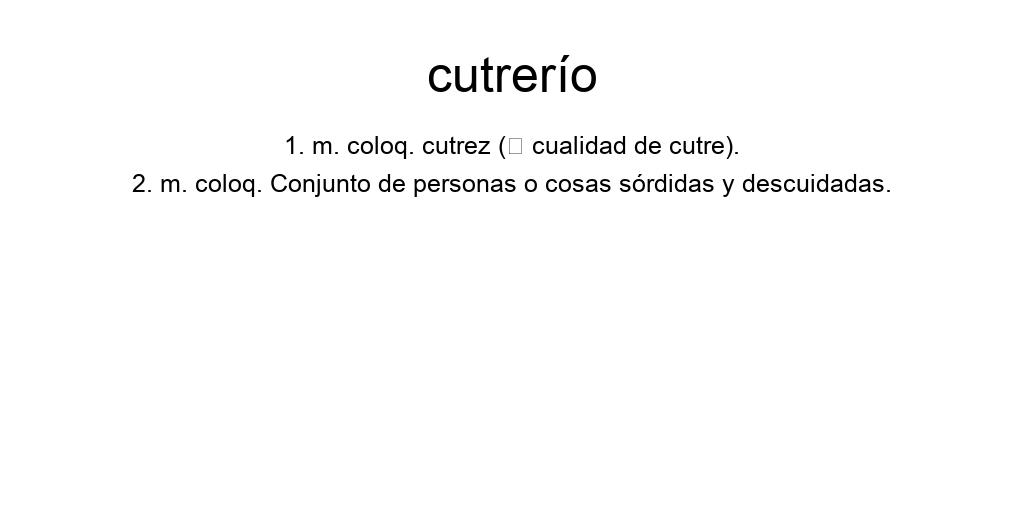 cutrerío
1. m. coloq. cutrez (□ cualidad de cutre).
2. m. coloq. Conjunto de personas o cosas sórdidas y descuidadas.